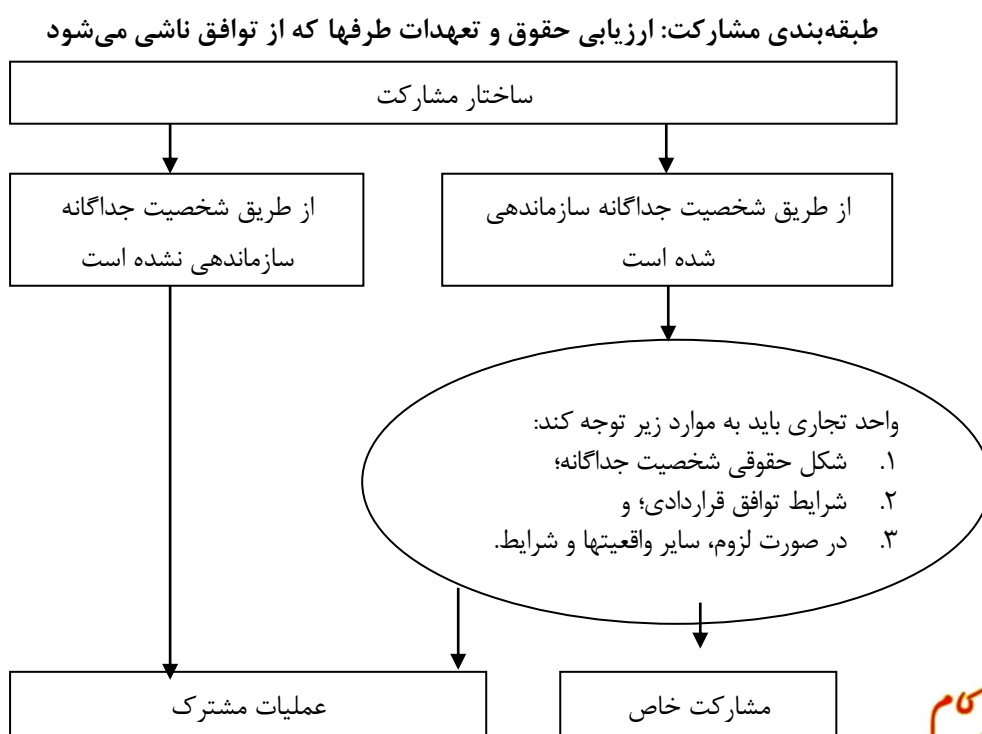 طبقه‌بندی مشارکت: ارزیابی حقوق و تعهدات طرفها که از توافق ناشی می‌شود
ساختار مشارکت
از طریق شخصیت جداگانه سازماندهی
شده است
از طریق شخصیت جداگانه
سازماندهی نشده است
واحد تجاری باید به موارد زیر توجه کند:
۱. شکل حقوقی شخصیت جداگانه؛
۲. شرایط توافق قراردادی؛ و
۳. در صورت لزوم، سایر واقعیتها و شرایط.
مشارکت خاص
عملیات مشترک
کام